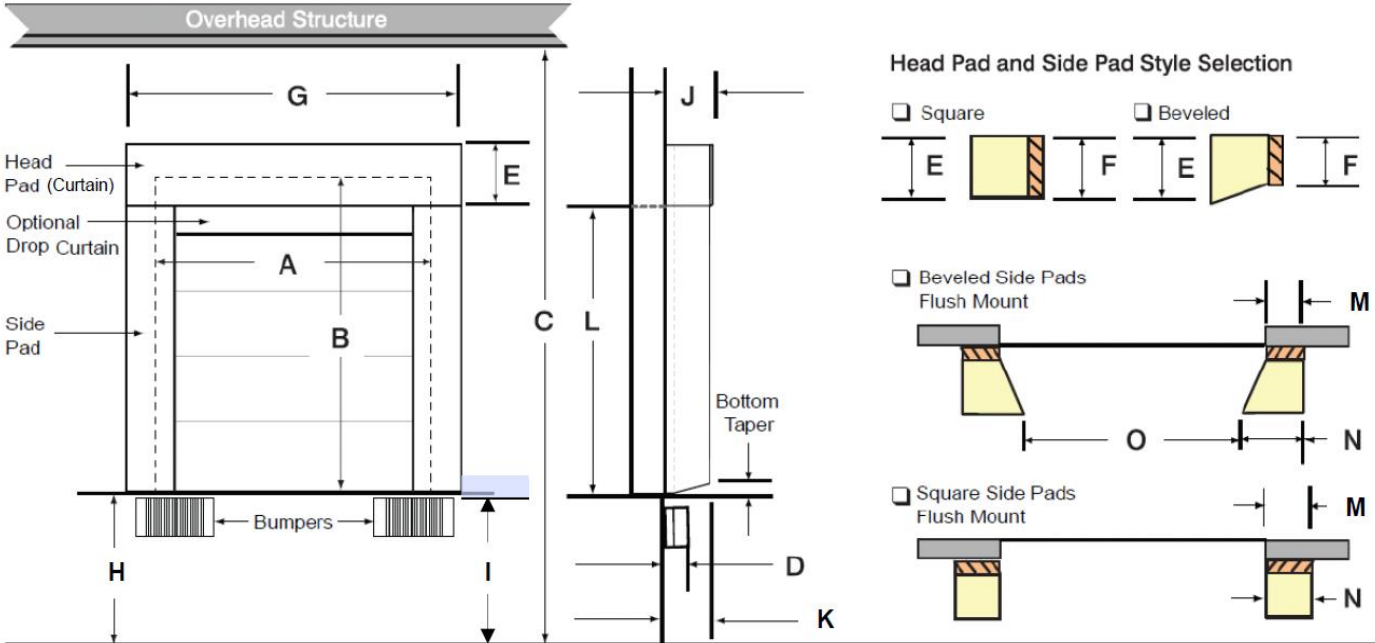 Overhead Structure
G
Head
Pad (Curtain)
E
Optional
Drop Curtain
A
Side
Pad
B
C
Bumpers
H
I
J
L
Bottom
Taper
D
K
Head Pad and Side Pad Style Selection
Square
Beveled
E
F
E
F
Beveled Side Pads
Flush Mount
M
O
N
Square Side Pads
Flush Mount
M
N